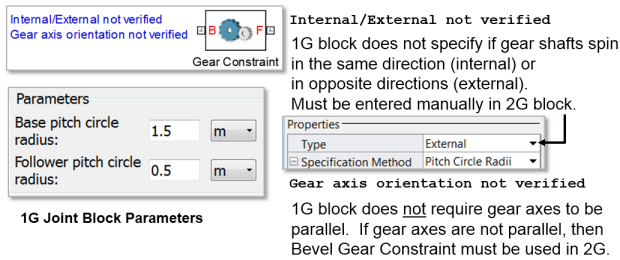 Internal/External not verified
Gear axis orientation not verified
B F
Gear Constraint
Parameters
Base pitch circle
radius:
1.5
m
Follower pitch circle
radius:
0.5
m
1G Joint Block Parameters
Internal/External not verified
1G block does not specify if gear shafts spin
in the same direction (internal) or
in opposite directions (external).
Must be entered manually in 2G block.
Properties
Type External
Specification Method Pitch Circle Radii
Gear axis orientation not verified
1G block does not require gear axes to be
parallel. If gear axes are not parallel, then
Bevel Gear Constraint must be used in 2G.